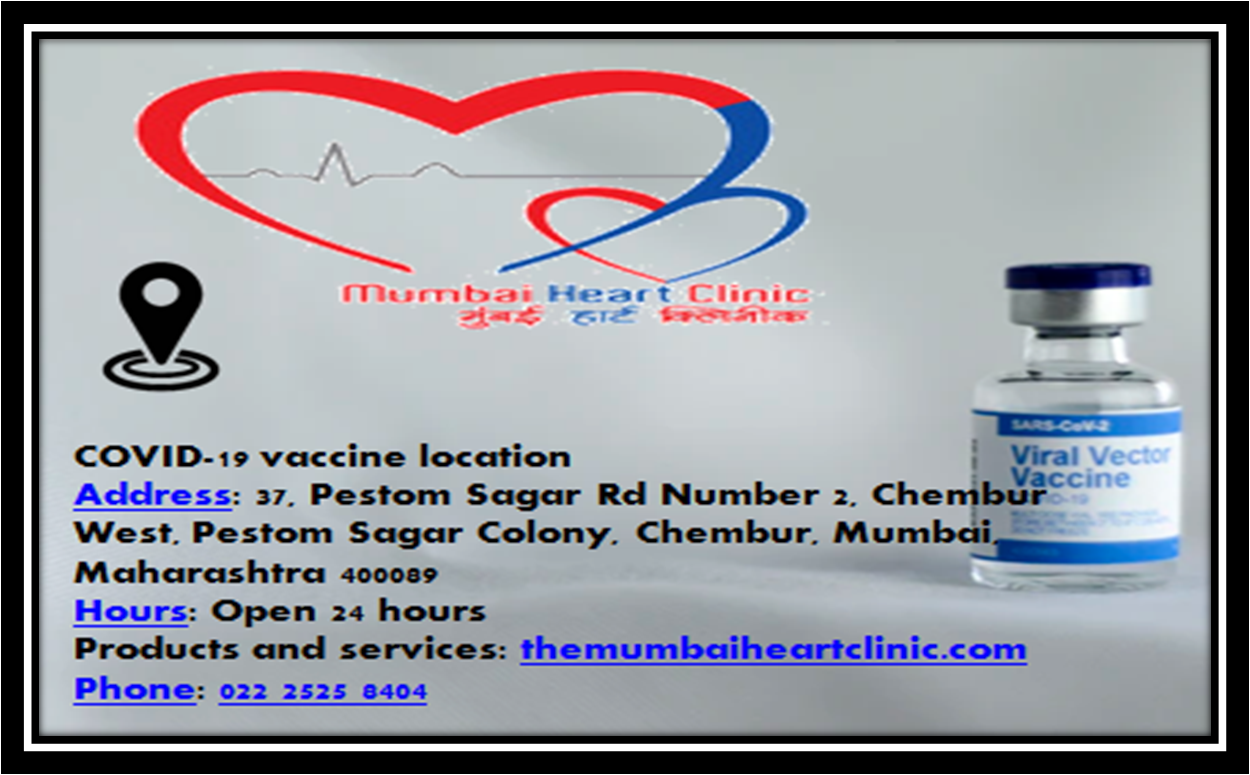 Mumbai Heart Clinic
मुंबई हार्ट क्लिनीक
SARS-CoV-2
Viral Vector
Vaccine
COVID-19 vaccine location
Address: 37, Pestom Sagar Rd Number 2, Chembur
West, Pestom Sagar Colony, Chembur, Mumbai,
Maharashtra 400089
Hours: Open 24 hours
Products and services: themumbaiheartclinic.com
Phone: 022 2525 8404